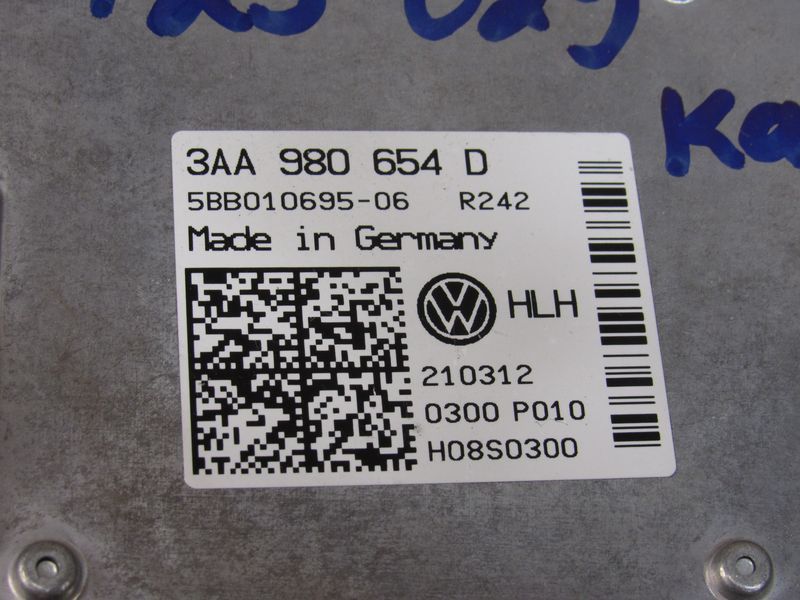 3AA 980 654 D
5BB010695-06 R242
Made in Germany
HLH
210312
0300 P010
H08S0300